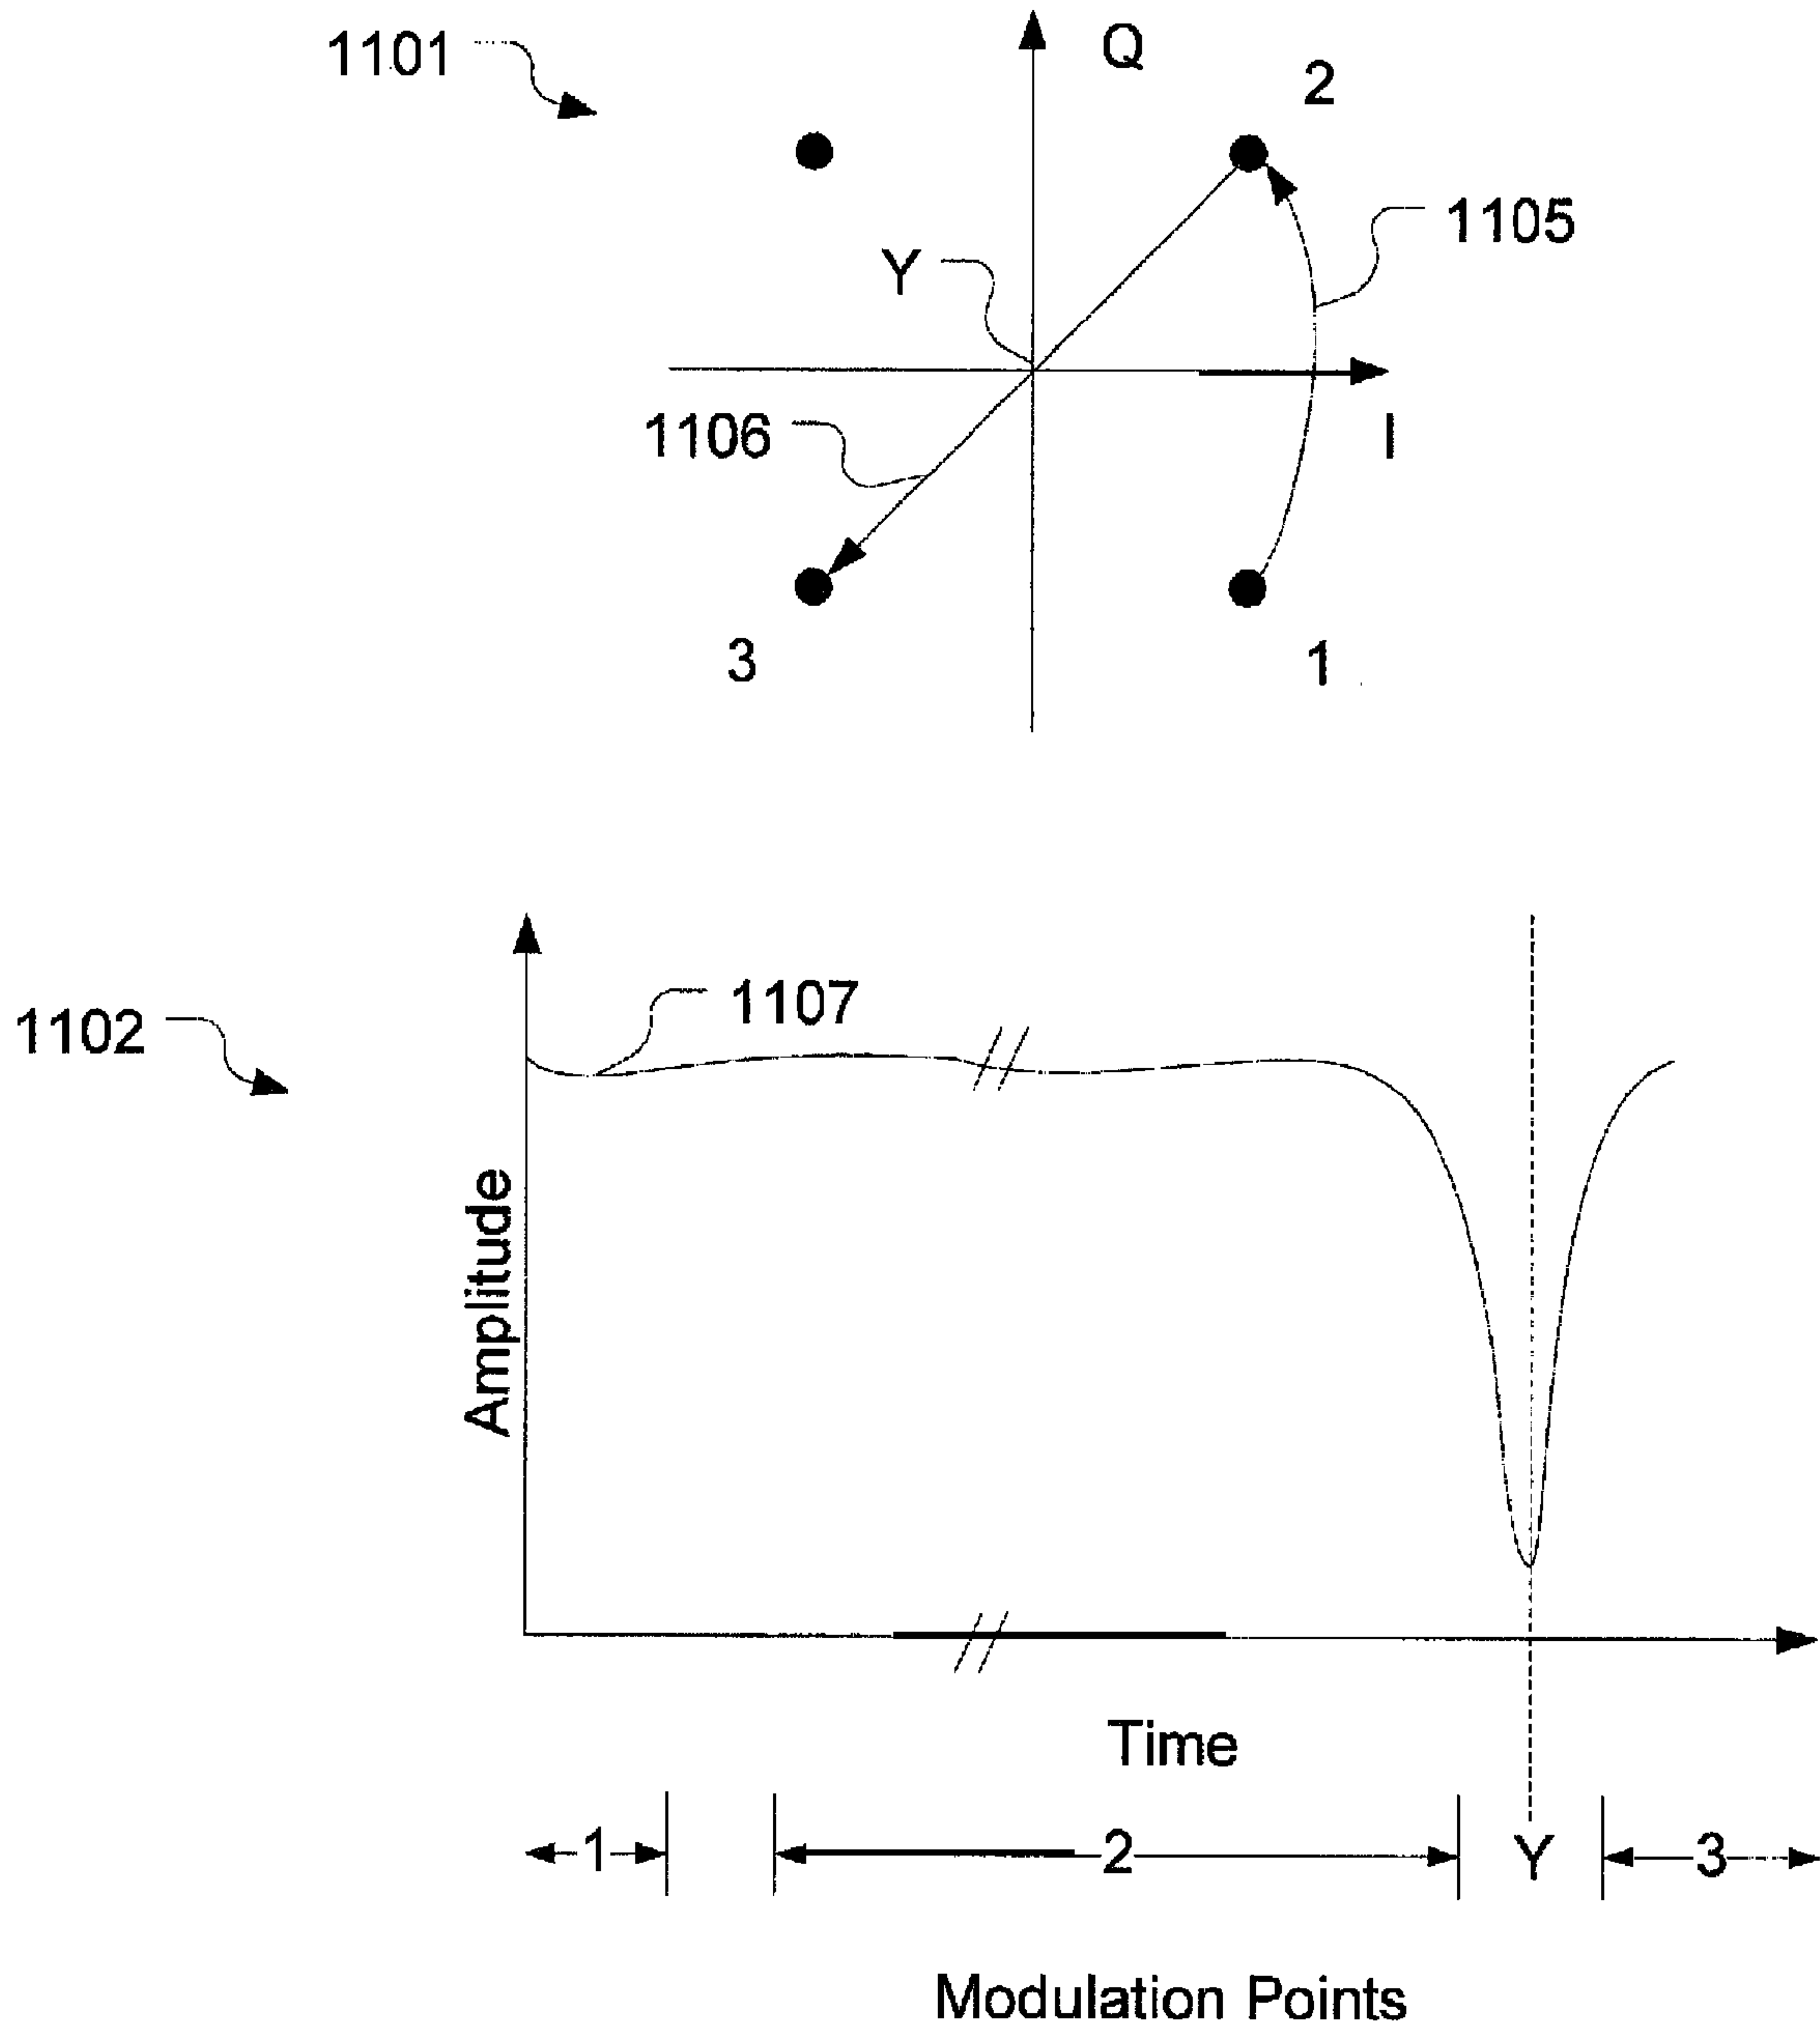 1101
Q
2
1105
Y
1106
I
3
1
1102
1107
Amplitude
Time
1
2
Y
3
Modulation Points